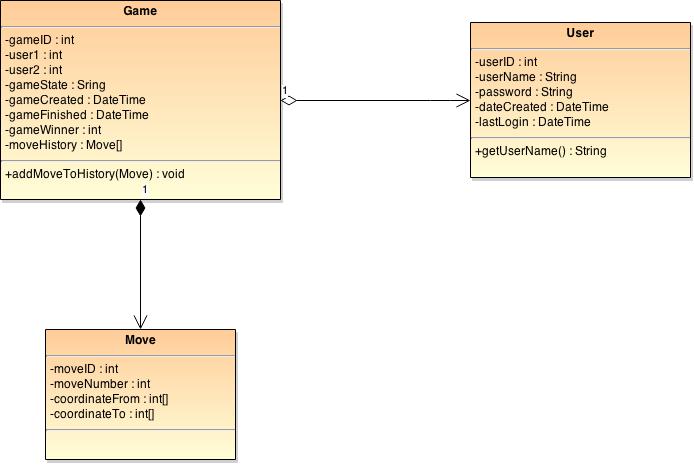 Game
-gameID : int
-user1 : int
-user2 : int
-gameState : Sring
-gameCreated : DateTime
-gameFinished : DateTime
-gameWinner : int
-moveHistory : Move[]
+addMoveToHistory(Move) : void
1
1
User
-userID : int
-userName : String
-password : String
-dateCreated : DateTime
-lastLogin : DateTime
+getUserName() : String
Move
-moveID : int
-moveNumber : int
-coordinateFrom : int[]
-coordinateTo : int[]